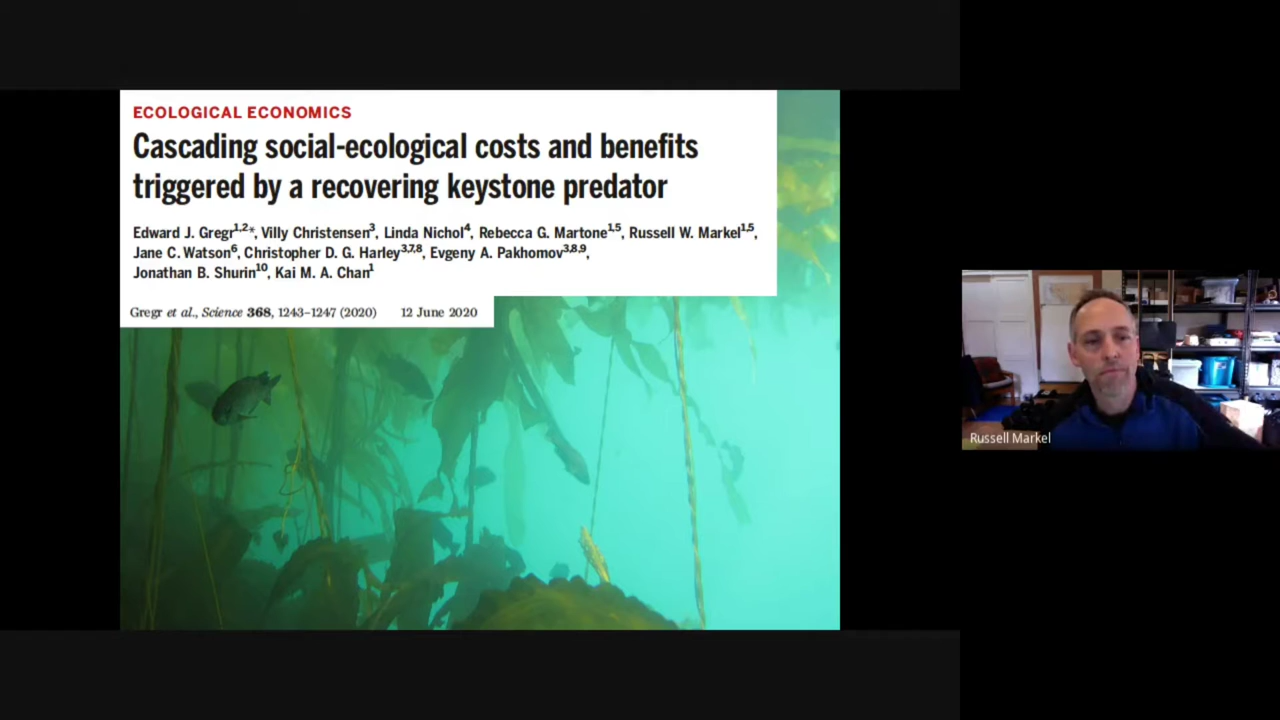 ECOLOGICAL ECONOMICS
Cascading social-ecological costs and benefits
triggered by a recovering keystone predator
Edward J. Gregr1,2*, Villy Christensen3, Linda Nichol4, Rebecca G. Martone1,5, Russell W. Markel1,5,
Jane C. Watson6, Christopher D. G. Harley3,7,8, Evgeny A. Pakhomov3,8,9,
Jonathan B. Shurin10, Kai M. A. Chan1
Gregr et al., Science 368, 1243–1247 (2020) 12 June 2020
Russell Markel